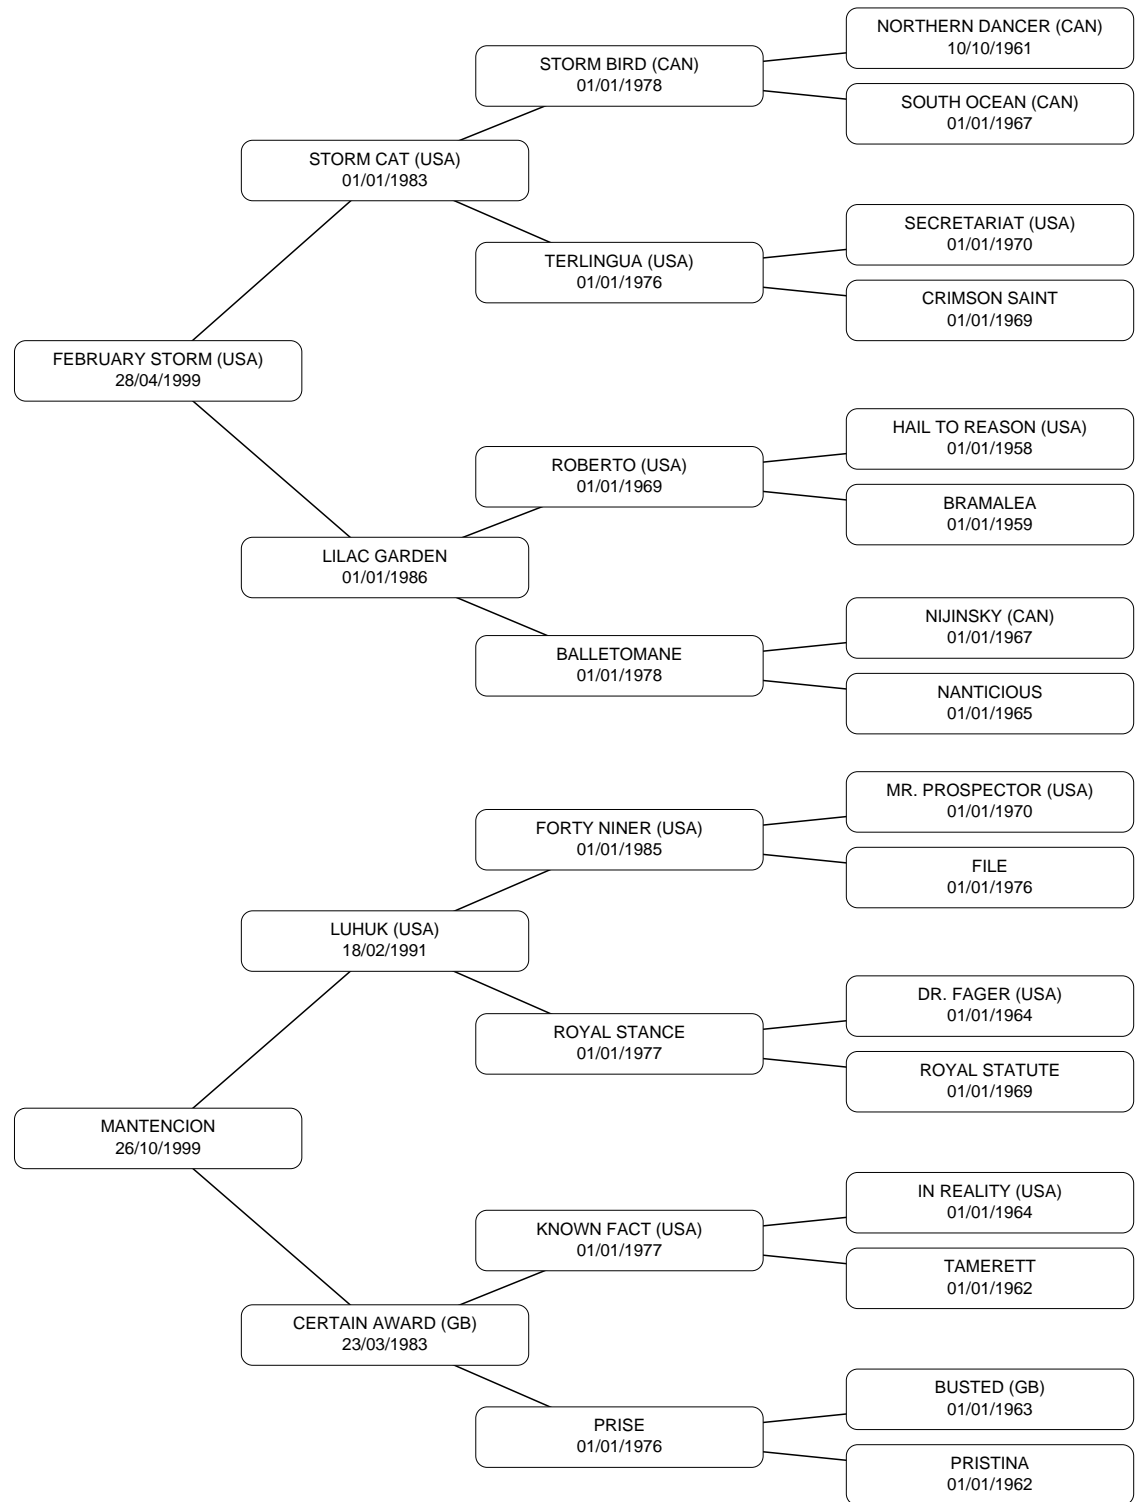 NORTHERN DANCER (CAN)
10/10/1961
STORM BIRD (CAN)
01/01/1978
SOUTH OCEAN (CAN)
01/01/1967
STORM CAT (USA)
01/01/1983
SECRETARIAT (USA)
01/01/1970
TERLINGUA (USA)
01/01/1976
CRIMSON SAINT
01/01/1969
FEBRUARY STORM (USA)
28/04/1999
HAIL TO REASON (USA)
01/01/1958
ROBERTO (USA)
01/01/1969
BRAMALEA
01/01/1959
LILAC GARDEN
01/01/1986
NIJINSKY (CAN)
01/01/1967
BALLETOMANE
01/01/1978
NANTICIOUS
01/01/1965
MR. PROSPECTOR (USA)
01/01/1970
FORTY NINER (USA)
01/01/1985
FILE
01/01/1976
LUHUK (USA)
18/02/1991
DR. FAGER (USA)
01/01/1964
ROYAL STANCE
01/01/1977
ROYAL STATUTE
01/01/1969
MANTENCION
26/10/1999
IN REALITY (USA)
01/01/1964
KNOWN FACT (USA)
01/01/1977
TAMERETT
01/01/1962
CERTAIN AWARD (GB)
23/03/1983
BUSTED (GB)
01/01/1963
PRISE
01/01/1976
PRISTINA
01/01/1962